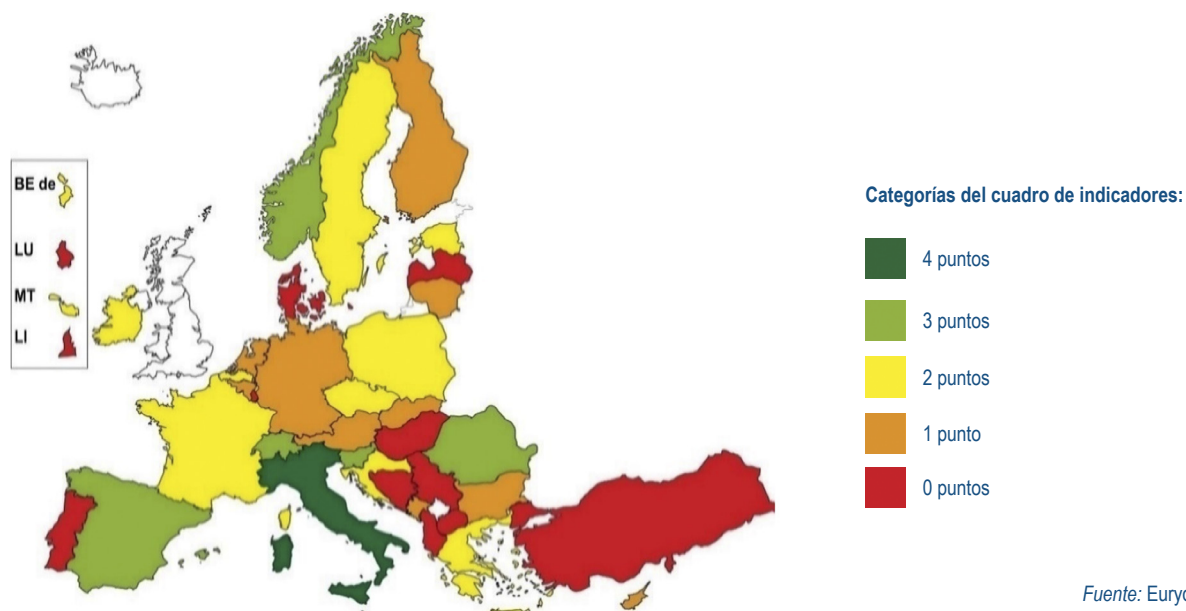 BE de
LU
MT
LI
Categorías del cuadro de indicadores:
4 puntos
3 puntos
2 puntos
1 punto
0 puntos
Fuente: